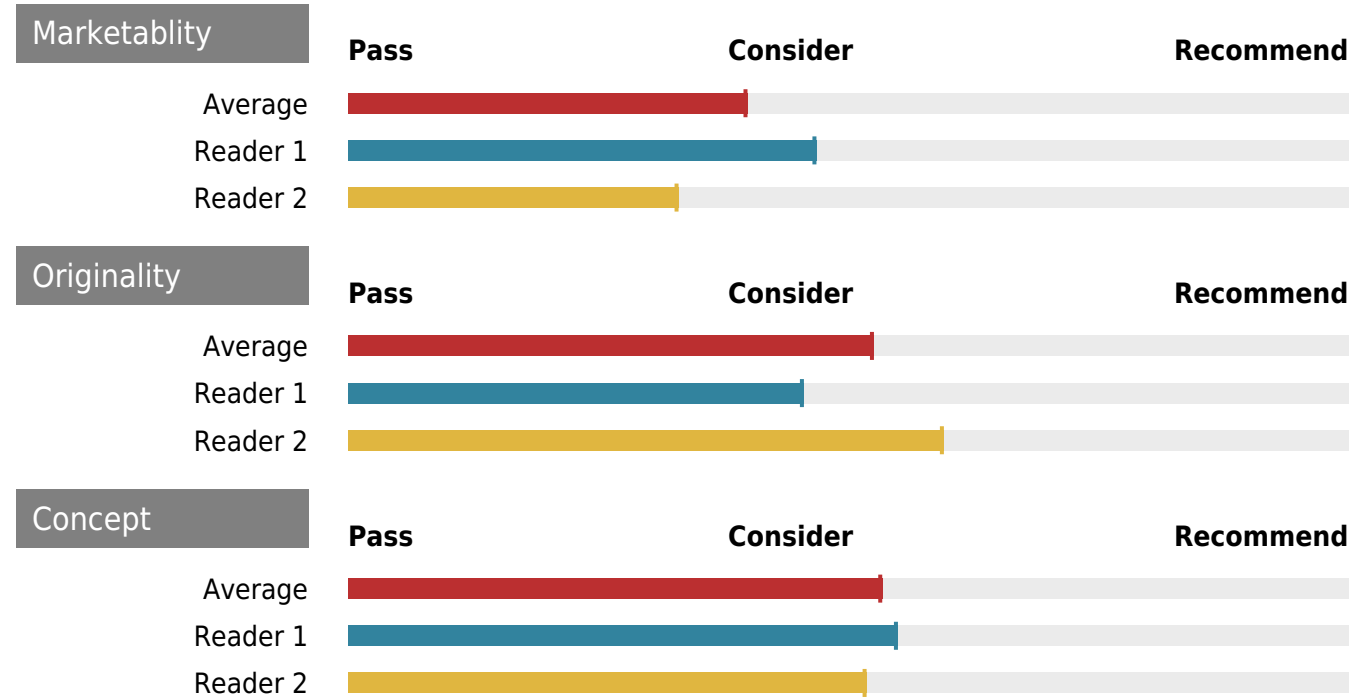 Marketablity
Pass Consider Recommend
Average
Reader 1
Reader 2
Originality
Pass Consider Recommend
Average
Reader 1
Reader 2
Concept
Pass Consider Recommend
Average
Reader 1
Reader 2